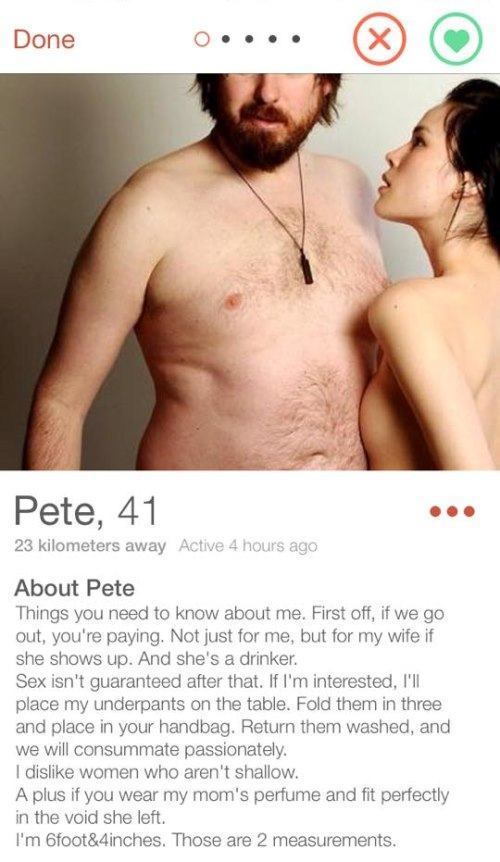 Done
Pete, 41
23 kilometers away Active 4 hours ago
About Pete
Things you need to know about me. First off, if we go
out, you're paying. Not just for me, but for my wife if
she shows up. And she's a drinker.
Sex isn't guaranteed after that. If I'm interested, I'll
place my underpants on the table. Fold them in three
and place in your handbag. Return them washed, and
we will consummate passionately.
I dislike women who aren't shallow.
A plus if you wear my mom's perfume and fit perfectly
in the void she left.
I'm 6foot&4inches. Those are 2 measurements.